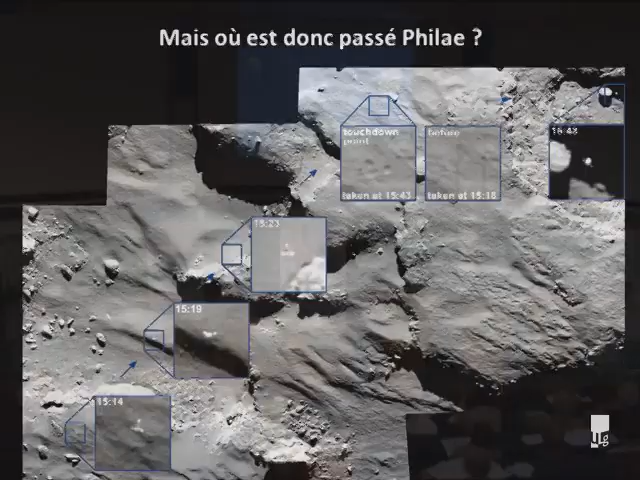 Mais où est donc passé Philae ?
touchdown
point
before
taken at 15:43
taken at 15:18
15:43
15:23
15:19
15:14